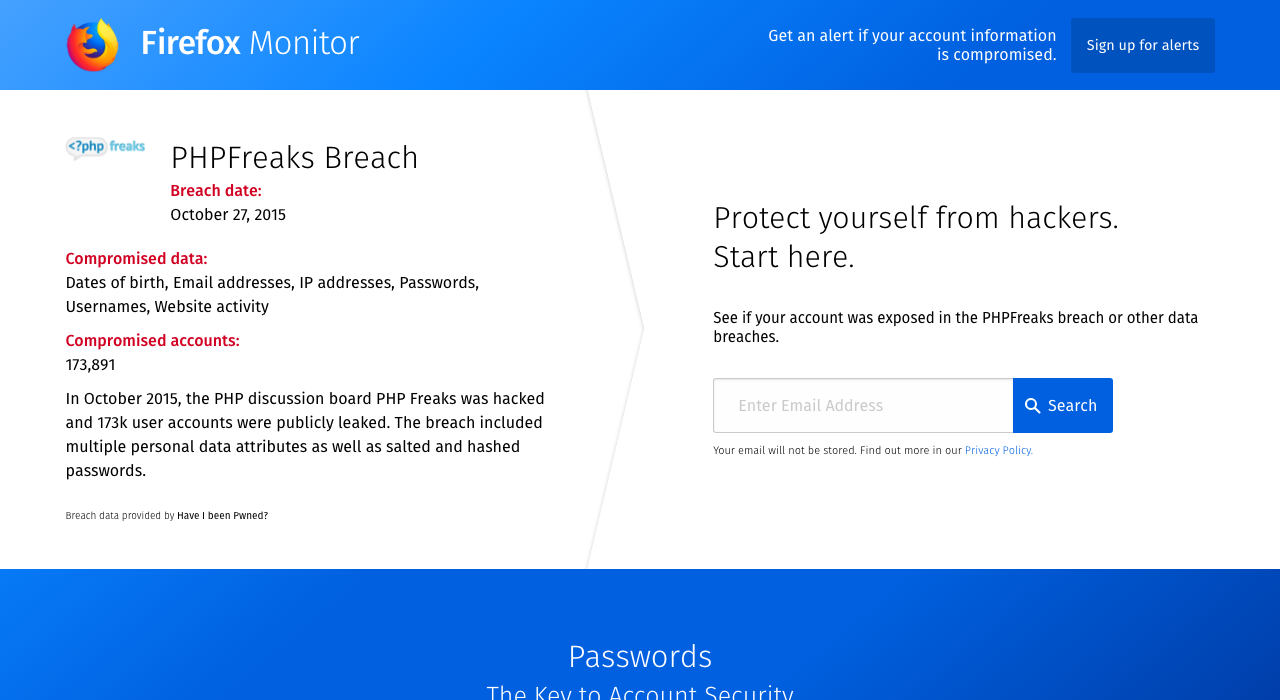 Firefox Monitor
Get an alert if your account information
is compromised.
Sign up for alerts
<?php freaks
PHPFreaks Breach
Breach date:
October 27, 2015
Compromised data:
Dates of birth, Email addresses, IP addresses, Passwords,
Usernames, Website activity
Compromised accounts:
173,891
In October 2015, the PHP discussion board PHP Freaks was hacked
and 173k user accounts were publicly leaked. The breach included
multiple personal data attributes as well as salted and hashed
passwords.
Breach data provided by Have I been Pwned?
Protect yourself from hackers.
Start here.
See if your account was exposed in the PHPFreaks breach or other data
breaches.
Enter Email Address
Search
Your email will not be stored. Find out more in our Privacy Policy.
Passwords
The Key to Account Security